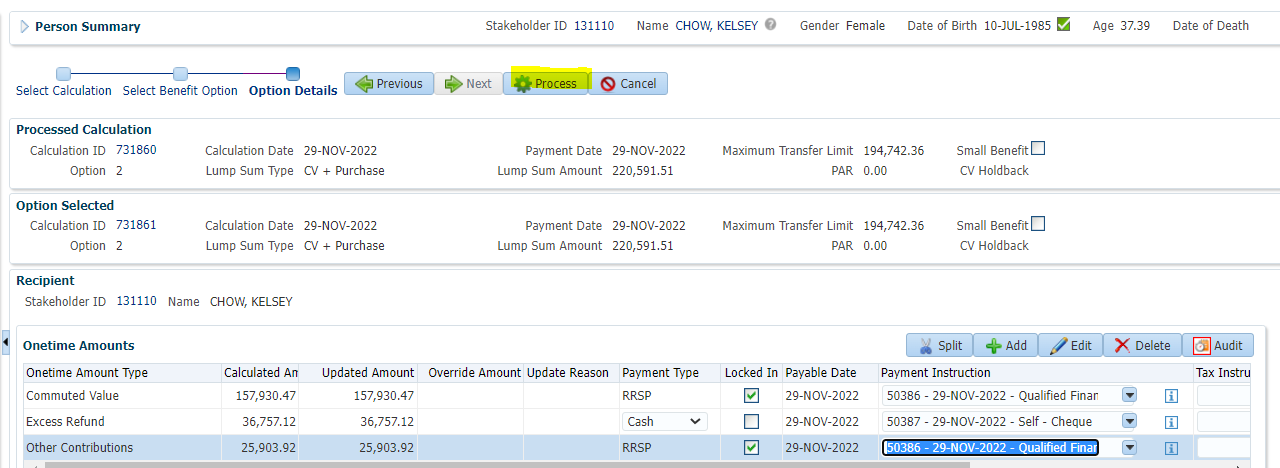 Person Summary Stakeholder ID 131110 Name CHOW, KELSEY Gender Female Date of Birth 10-JUL-1985 Age 37.39 Date of Death
Select Calculation Select Benefit Option Option Details Previous Next Process Cancel
Processed Calculation
Calculation ID 731860 Calculation Date 29-NOV-2022 Payment Date 29-NOV-2022 Maximum Transfer Limit 194,742.36 Small Benefit
Option 2 Lump Sum Type CV + Purchase Lump Sum Amount 220,591.51 PAR 0.00 CV Holdback
Option Selected
Calculation ID 731861 Calculation Date 29-NOV-2022 Payment Date 29-NOV-2022 Maximum Transfer Limit 194,742.36 Small Benefit
Option 2 Lump Sum Type CV + Purchase Lump Sum Amount 220,591.51 PAR 0.00 CV Holdback
Recipient
Stakeholder ID 131110 Name CHOW, KELSEY
Onetime Amounts Split Add Edit Delete Audit
Onetime Amount Type Calculated Am Updated Amount Override Amount Update Reason Payment Type Locked In Payable Date Payment Instruction Tax Instru
Commuted Value 157,930.47 157,930.47 RRSP 29-NOV-2022 50386 - 29-NOV-2022 - Qualified Finan
Excess Refund 36,757.12 36,757.12 Cash 29-NOV-2022 50387 - 29-NOV-2022 - Self - Cheque
Other Contributions 25,903.92 25,903.92 RRSP 29-NOV-2022 50386 - 29-NOV-2022 - Qualified Finan